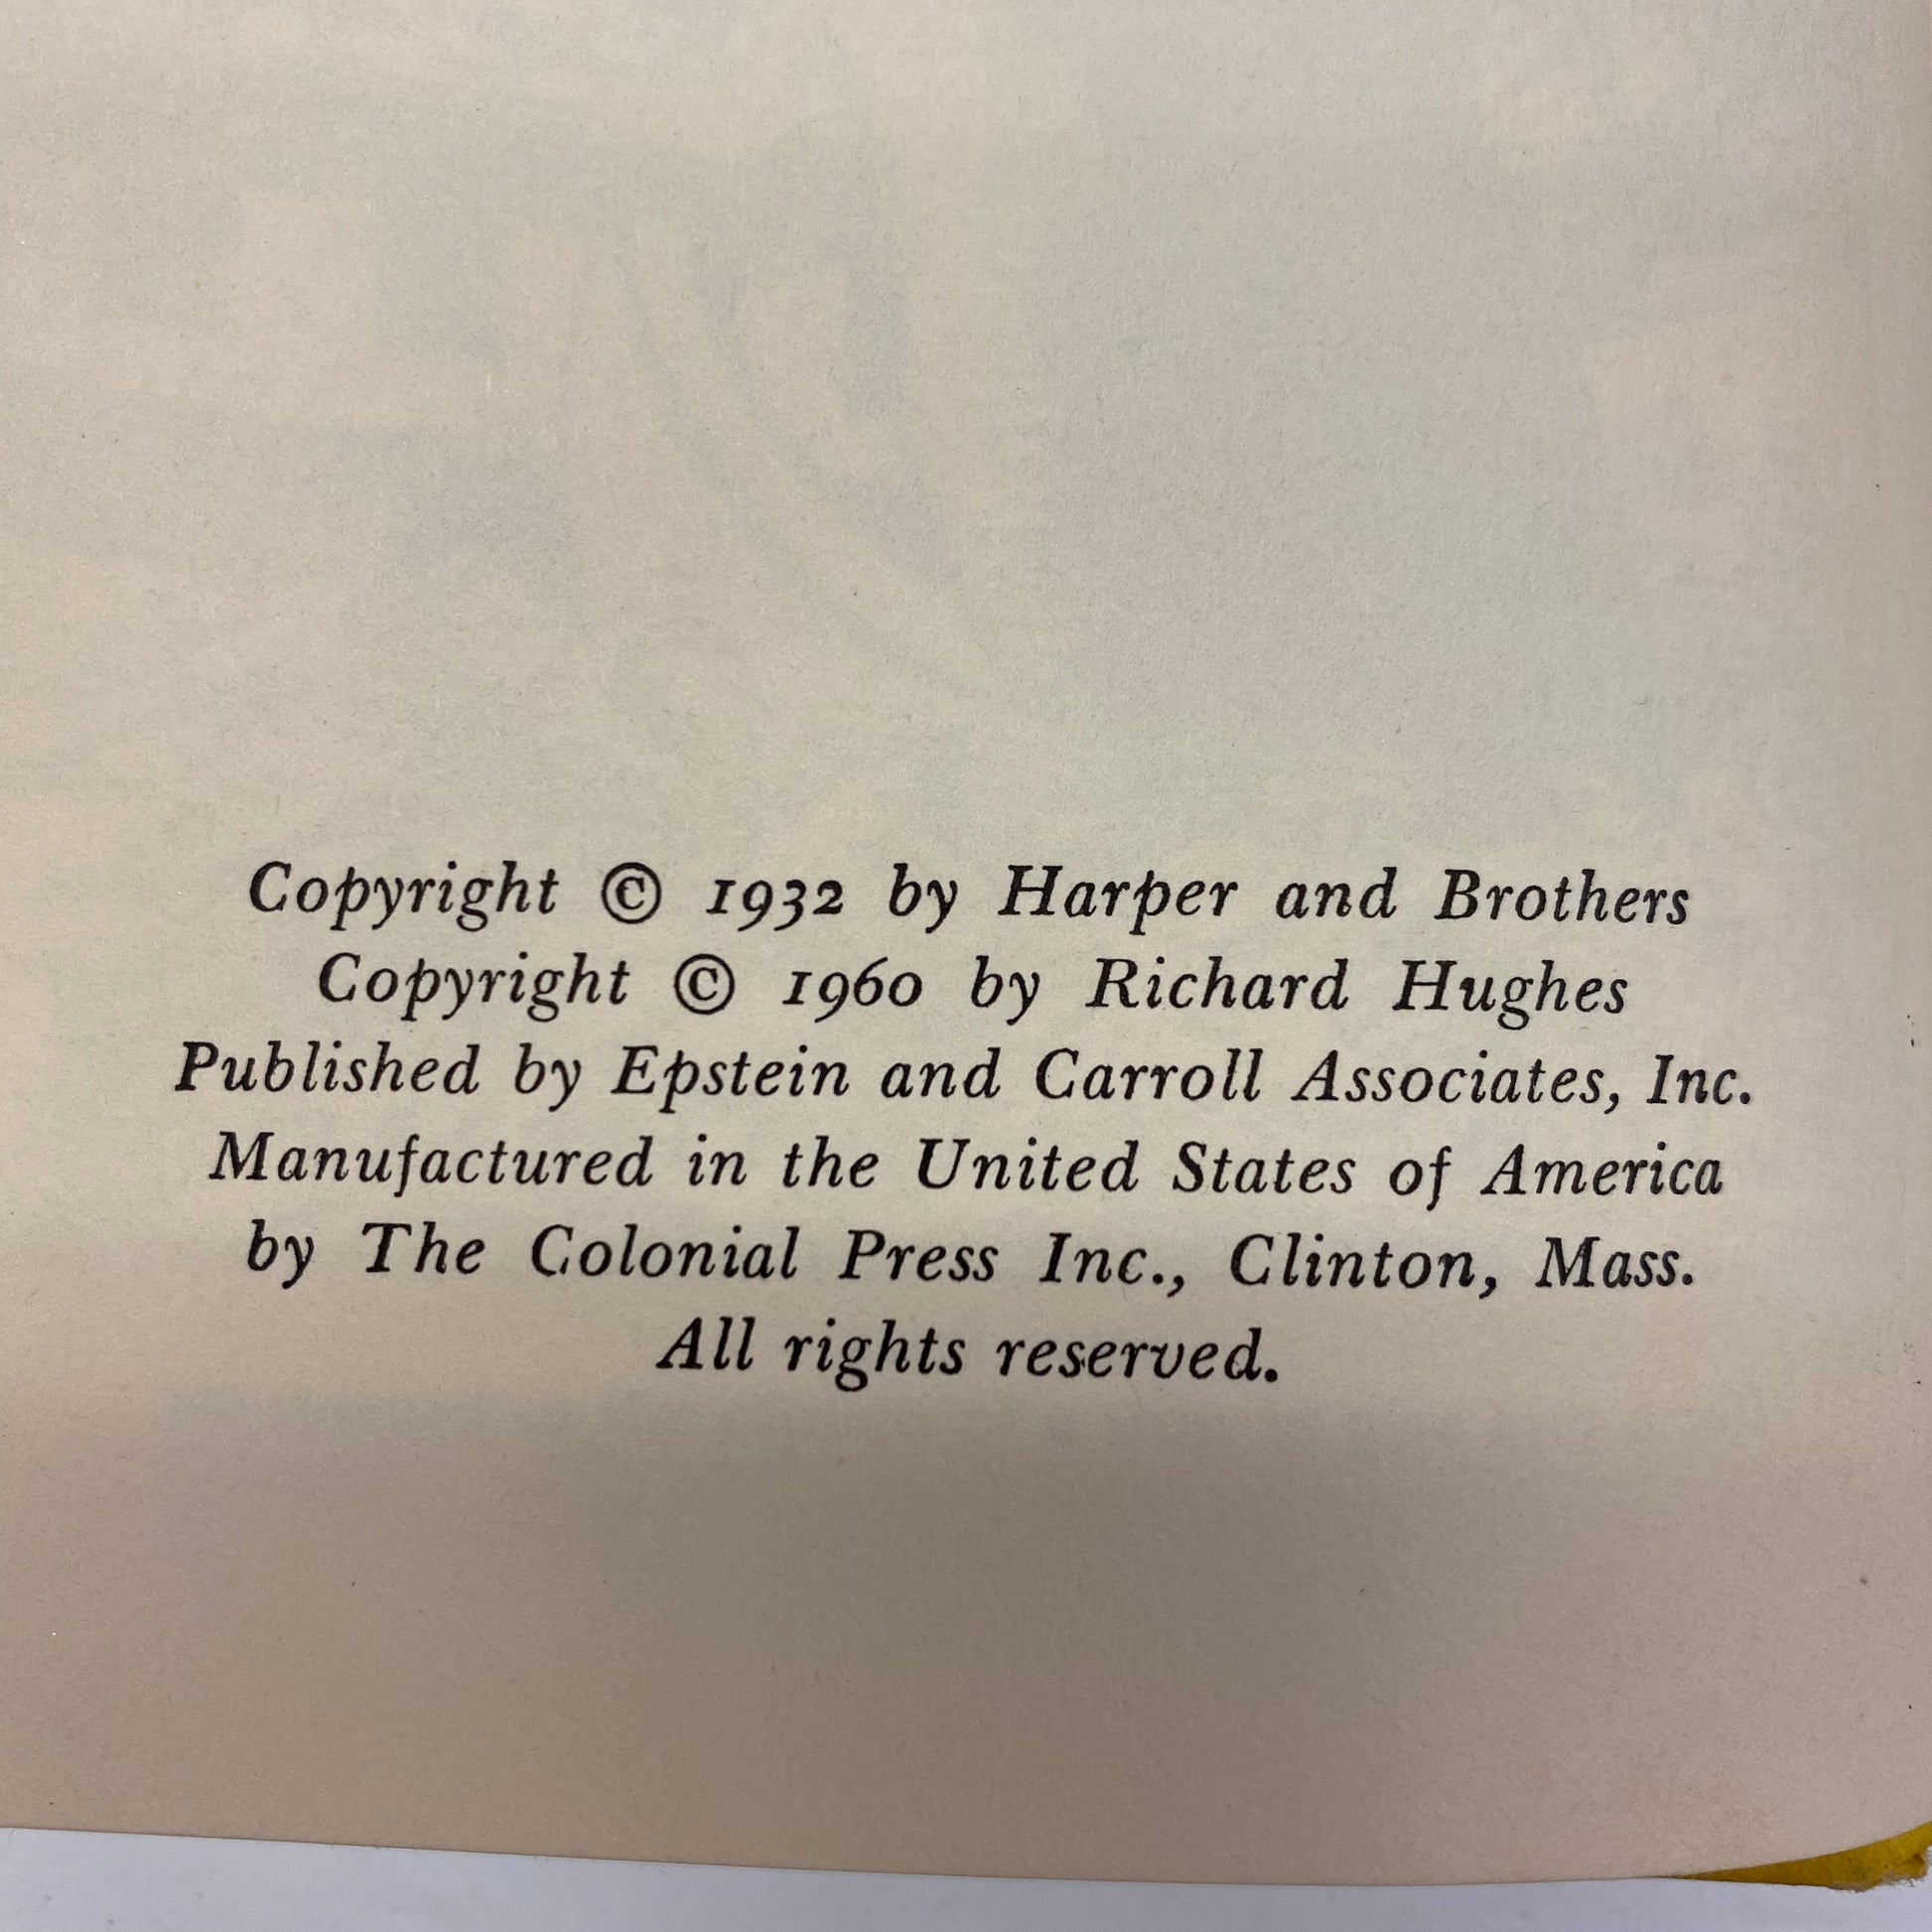 Copyright © 1932 by Harper and Brothers
Copyright © 1960 by Richard Hughes
Published by Epstein and Carroll Associates, Inc.
Manufactured in the United States of America
by The Colonial Press Inc., Clinton, Mass.
All rights reserved.